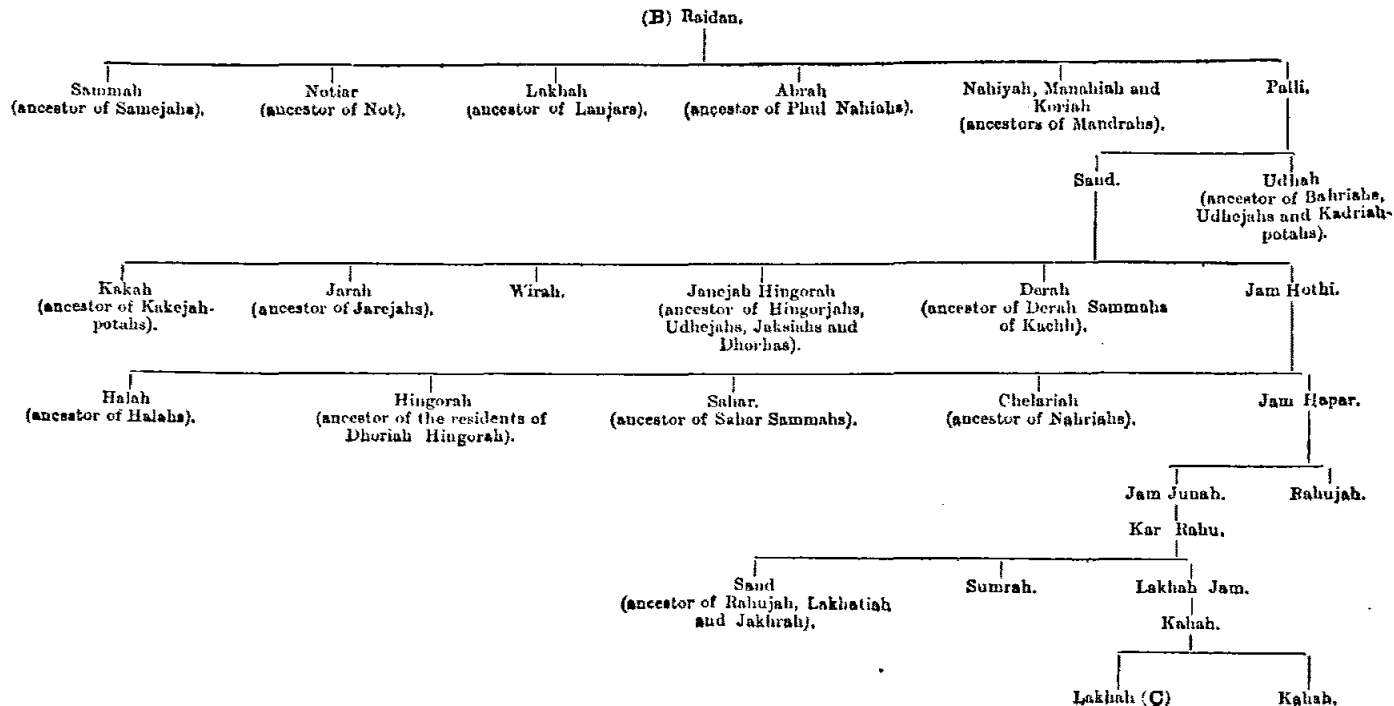 (B) Raidan.
Sammah
(ancestor of Samejahs).
Notiar
(ancestor of Not).
Lakhah
(ancestor of Lanjars).
Abrah
(ancestor of Phul Nahiahs).
Nahiyah, Manahiah and
Koriah
(ancestors of Mandrahs).
Palli.
Saud.
Udhah
(ancestor of Bahriahs,
Udhejahs and Kadriah-
potahs).
Kakah
(ancestor of Kakejah-
potahs).
Jarah
(ancestor of Jarejahs).
Wirah.
Janejah Hingorah
(ancestor of Hingorjahs,
Udhejahs, Jaksiahs and
Dhorhas).
Derah
(ancestor of Derah Sammahs
of Kachh).
Jam Hothi.
Halah
(ancestor of Halahs).
Hingorah
(ancestor of the residents of
Dhoriah Hingorah).
Sahar.
(ancestor of Sahar Sammahs).
Chelariah
(ancestor of Nahriahs).
Jam Hapar.
Jam Junah.
Rahujah.
Kar Rahu.
Saud
(ancestor of Rahujah, Lakhatiah
and Jakhrah).
Sumrah.
Lakhah Jam.
Kahah.
Lakhah (C)
Kahah.